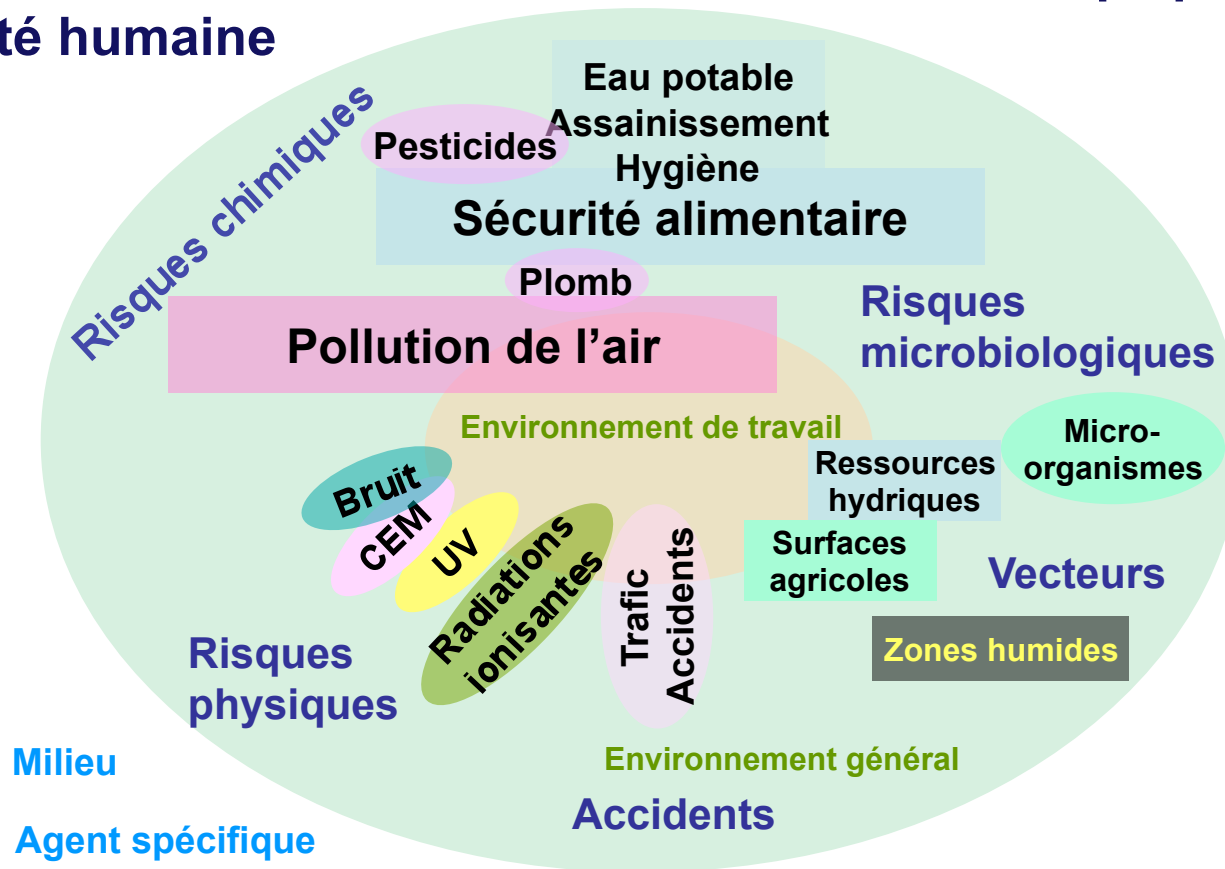 té humaine
Risques chimiques
Eau potable
Assainissement
Hygiène
Pesticides
Sécurité alimentaire
Plomb
Pollution de l’air
Risques
microbiologiques
Environnement de travail
Micro-
organismes
Ressources
hydriques
Bruit
CEM
UV
Radiations
ionisantes
Trafic
Accidents
Surfaces
agricoles
Vecteurs
Zones humides
Risques
physiques
Milieu
Environnement général
Accidents
Agent spécifique